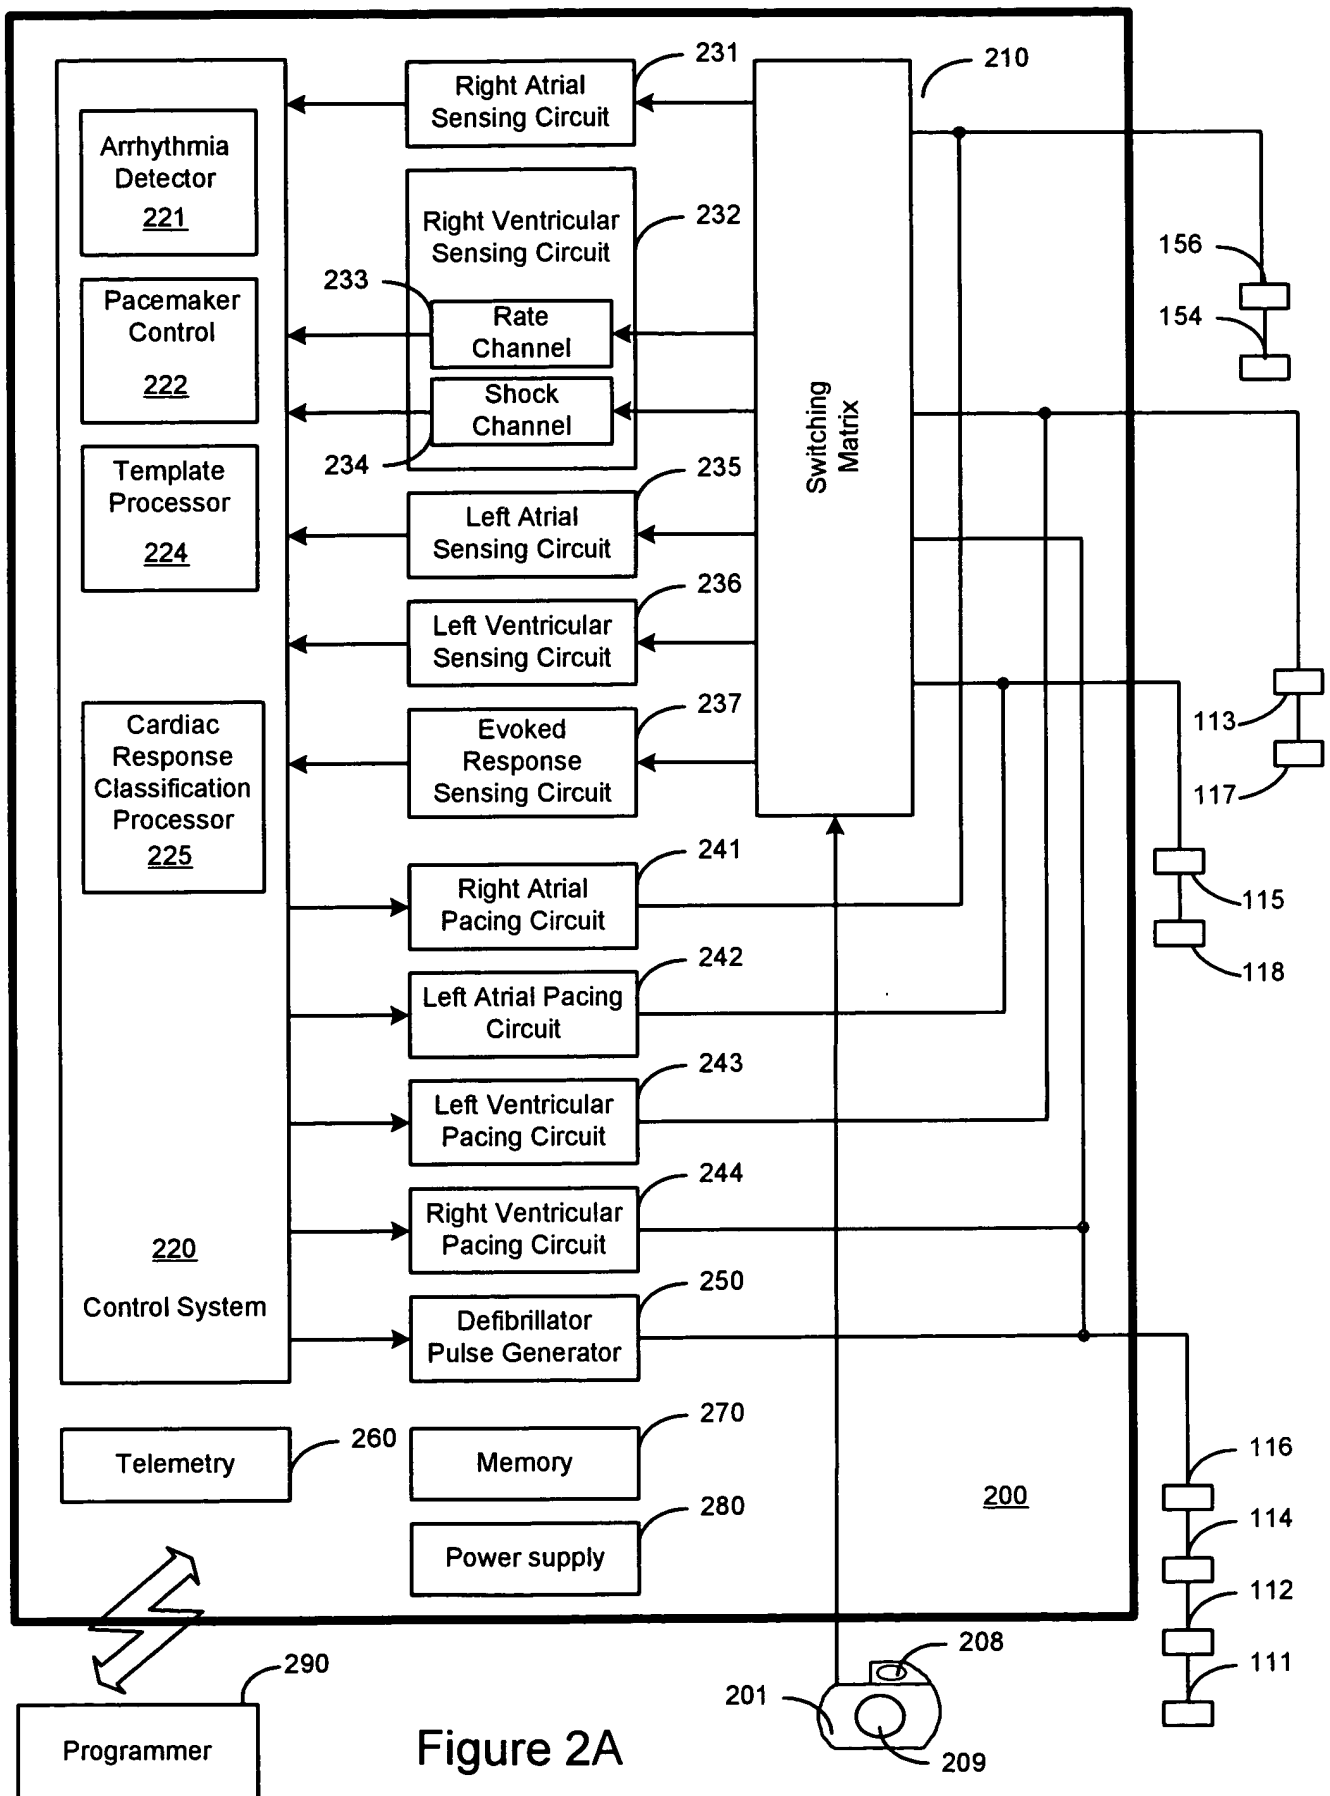 231
Right Atrial
Sensing Circuit
210
Arrhythmia
Detector
221
Right Ventricular
Sensing Circuit
232
156
233
Pacemaker
Control
222
Rate
Channel
154
Shock
Channel
234
Switching
Matrix
Template
Processor
224
235
Left Atrial
Sensing Circuit
236
Left Ventricular
Sensing Circuit
113
237
Cardiac
Response
Classification
Processor
225
Evoked
Response
Sensing Circuit
117
241
Right Atrial
Pacing Circuit
115
242
Left Atrial Pacing
Circuit
118
243
Left Ventricular
Pacing Circuit
244
Right Ventricular
Pacing Circuit
220
Control System
250
Defibrillator
Pulse Generator
270
260
Telemetry
Memory
116
200
280
114
Power supply
112
208
290
111
201
Programmer
Figure 2A
209